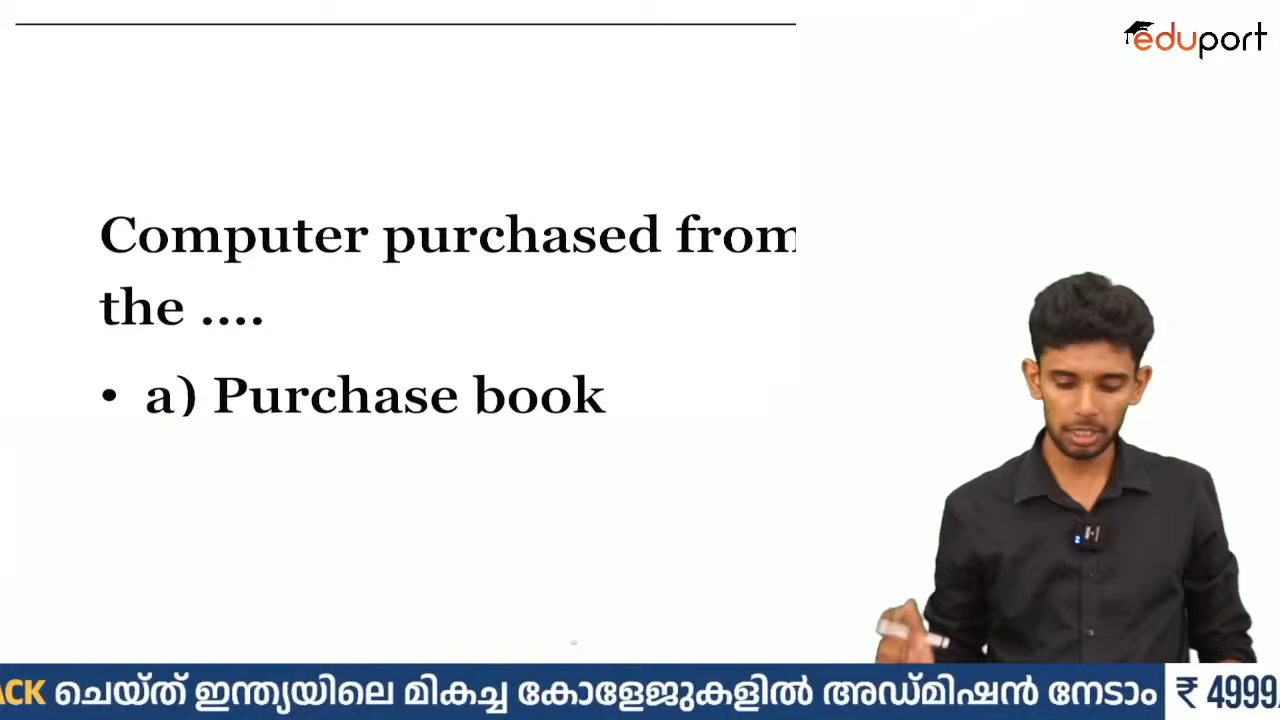 eduport
Computer purchased from
the ....
• a) Purchase book
ACK ചെയ്ത് ഇന്ത്യയിലെ മികച്ച കോളേജുകളിൽ അഡ്മിഷൻ നേടാം ₹ 4999